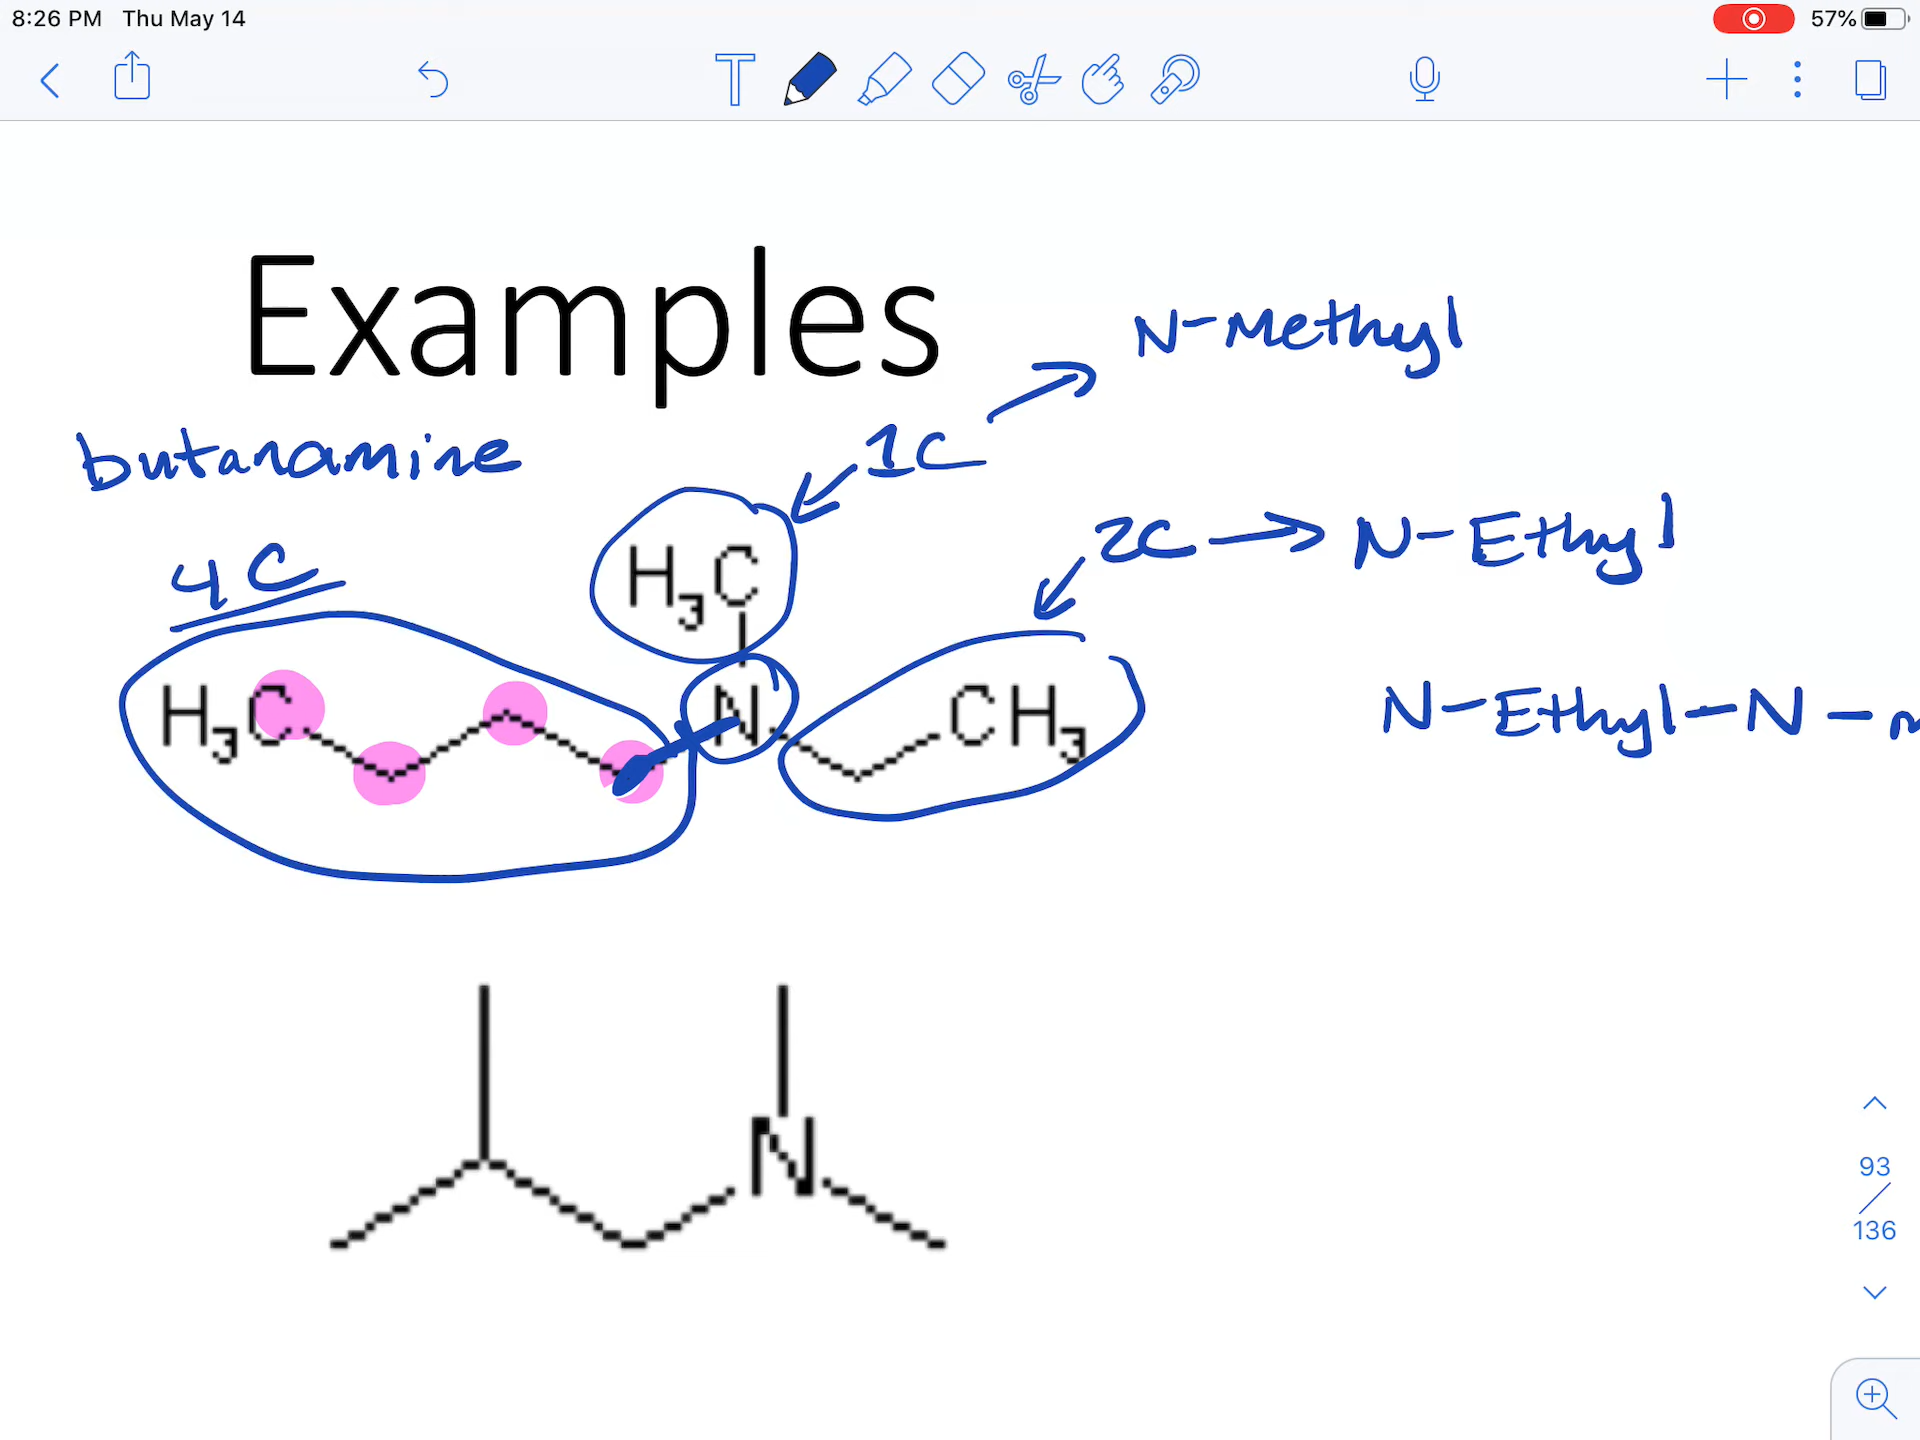 8:26 PM Thu May 14
57%
T
Examples
N-Methyl
butanamine
1C
2C → N-Ethyl
4C
H3C
H3C
N
CH3
N-Ethyl-N-m
N
93
/
136